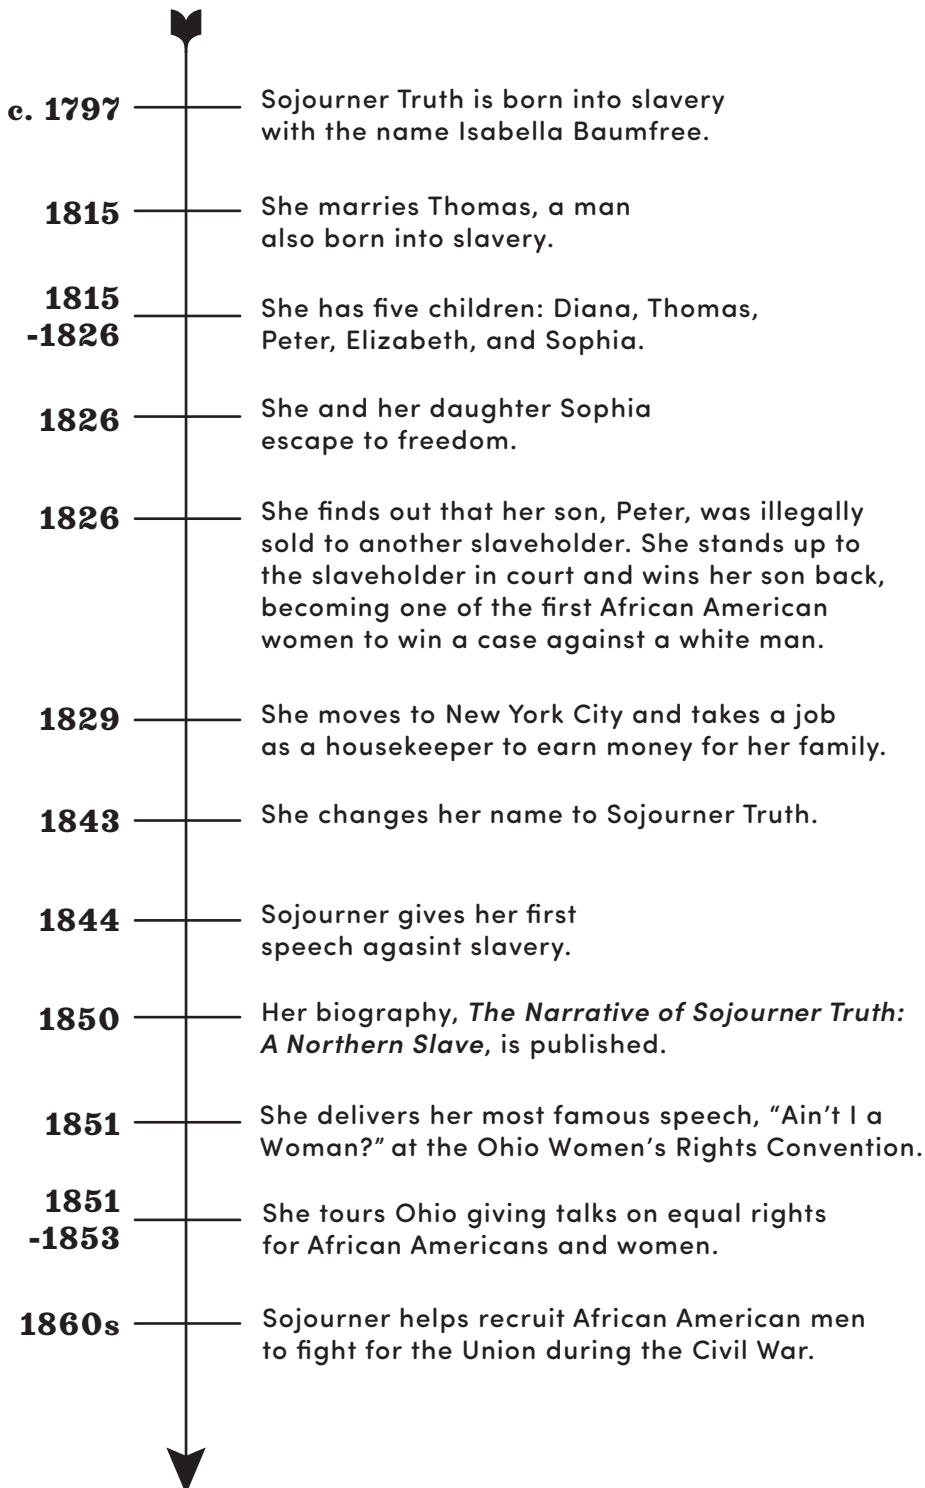 c. 1797
Sojourner Truth is born into slavery
with the name Isabella Baumfree.
1815
She marries Thomas, a man
also born into slavery.
1815
-1826
She has five children: Diana, Thomas,
Peter, Elizabeth, and Sophia.
1826
She and her daughter Sophia
escape to freedom.
1826
She finds out that her son, Peter, was illegally
sold to another slaveholder. She stands up to
the slaveholder in court and wins her son back,
becoming one of the first African American
women to win a case against a white man.
1829
She moves to New York City and takes a job
as a housekeeper to earn money for her family.
1843
She changes her name to Sojourner Truth.
1844
Sojourner gives her first
speech agasint slavery.
1850
Her biography, The Narrative of Sojourner Truth:
A Northern Slave, is published.
1851
She delivers her most famous speech, “Ain’t I a
Woman?” at the Ohio Women’s Rights Convention.
1851
-1853
She tours Ohio giving talks on equal rights
for African Americans and women.
1860s
Sojourner helps recruit African American men
to fight for the Union during the Civil War.